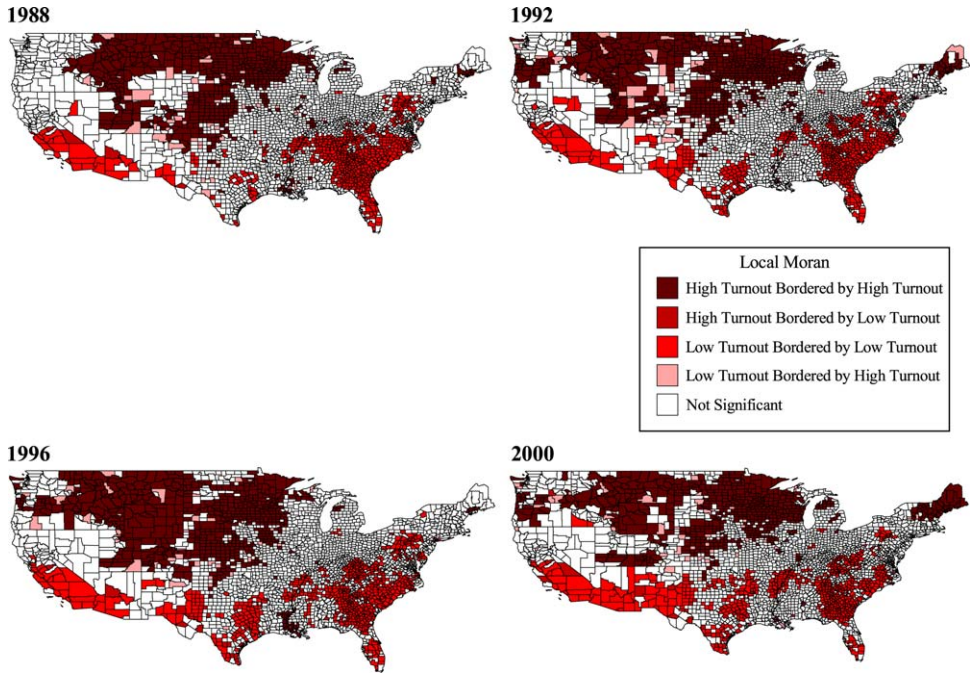 1988
1992
Local Moran
High Turnout Bordered by High Turnout
High Turnout Bordered by Low Turnout
Low Turnout Bordered by Low Turnout
Low Turnout Bordered by High Turnout
Not Significant
1996
2000